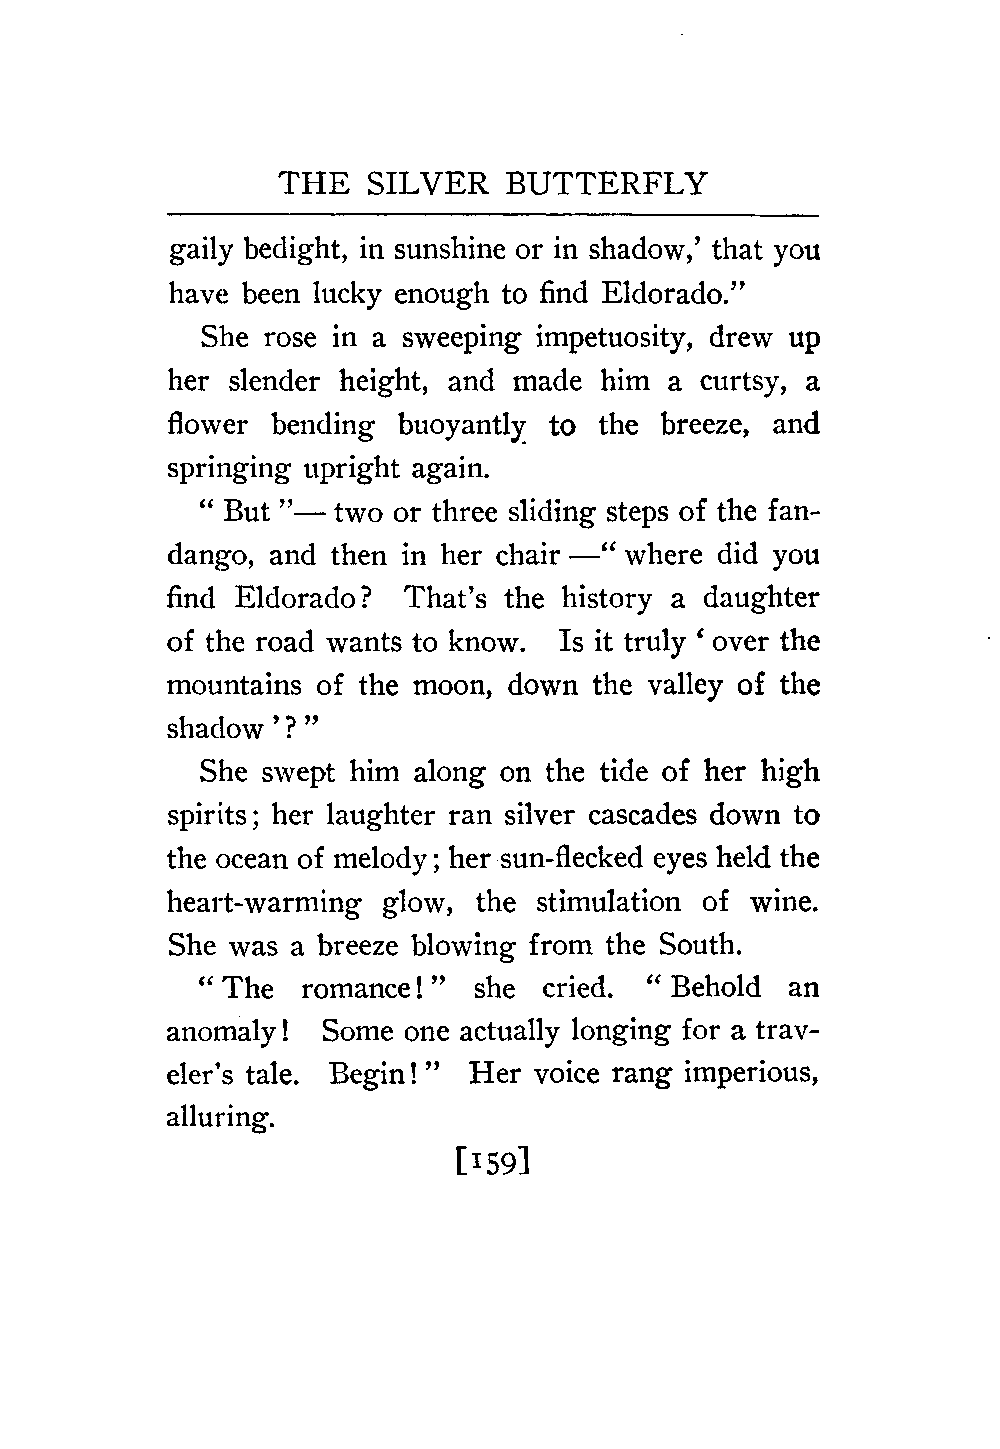 THE SILVER BUTTERFLY
gaily bedight, in sunshine or in shadow,' that you
have been lucky enough to find Eldorado."
She rose in a sweeping impetuosity, drew up
her slender height, and made him a curtsy, a
flower bending buoyantly to the breeze, and
springing upright again.
" But "— two or three sliding steps of the fan-
dango, and then in her chair —" where did you
find Eldorado? That's the history a daughter
of the road wants to know. Is it truly ' over the
mountains of the moon, down the valley of the
shadow '? "
She swept him along on the tide of her high
spirits; her laughter ran silver cascades down to
the ocean of melody; her sun-flecked eyes held the
heart-warming glow, the stimulation of wine.
She was a breeze blowing from the South.
" The romance! " she cried. " Behold an
anomaly! Some one actually longing for a trav-
eler's tale. Begin! " Her voice rang imperious,
alluring.
[159]